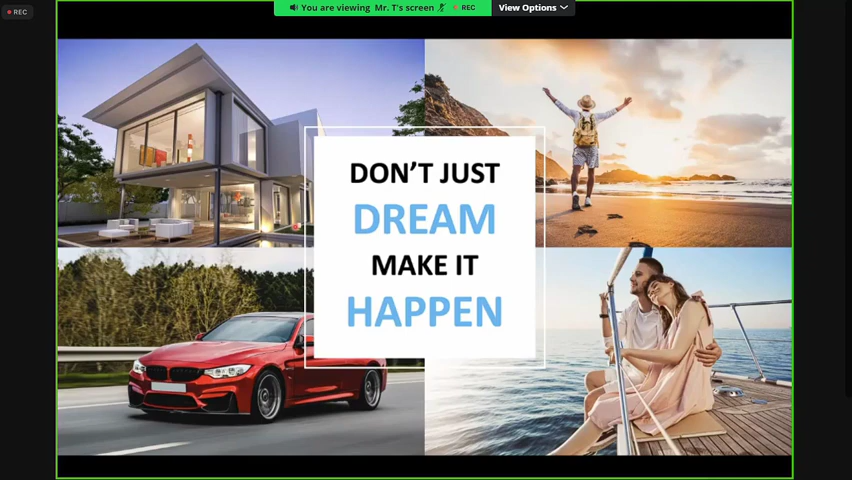 REC
You are viewing Mr. T's screen
REC
View Options
DON'T JUST
DREAM
MAKE IT
HAPPEN